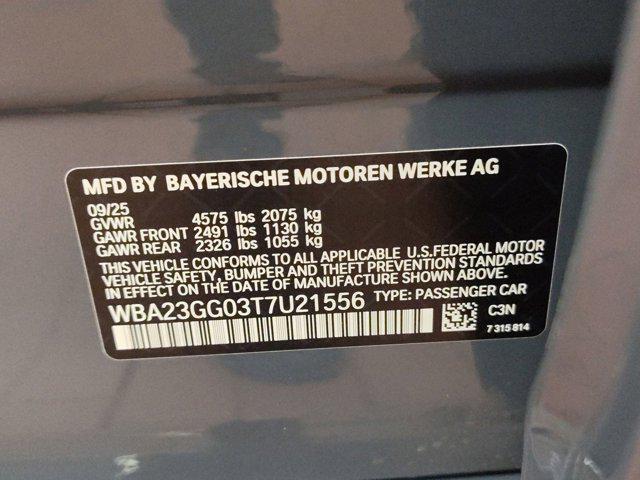 MFD BY BAYERISCHE MOTOREN WERKE AG
09/25
GVWR 4575 lbs 2075 kg
GAWR FRONT 2491 lbs 1130 kg
GAWR REAR 2326 lbs 1055 kg
THIS VEHICLE CONFORMS TO ALL APPLICABLE U.S.FEDERAL MOTOR
VEHICLE SAFETY, BUMPER AND THEFT PREVENTION STANDARDS
IN EFFECT ON THE DATE OF MANUFACTURE SHOWN ABOVE.
WBA23GG03T7U21556 TYPE: PASSENGER CAR
C3N
7 315 814